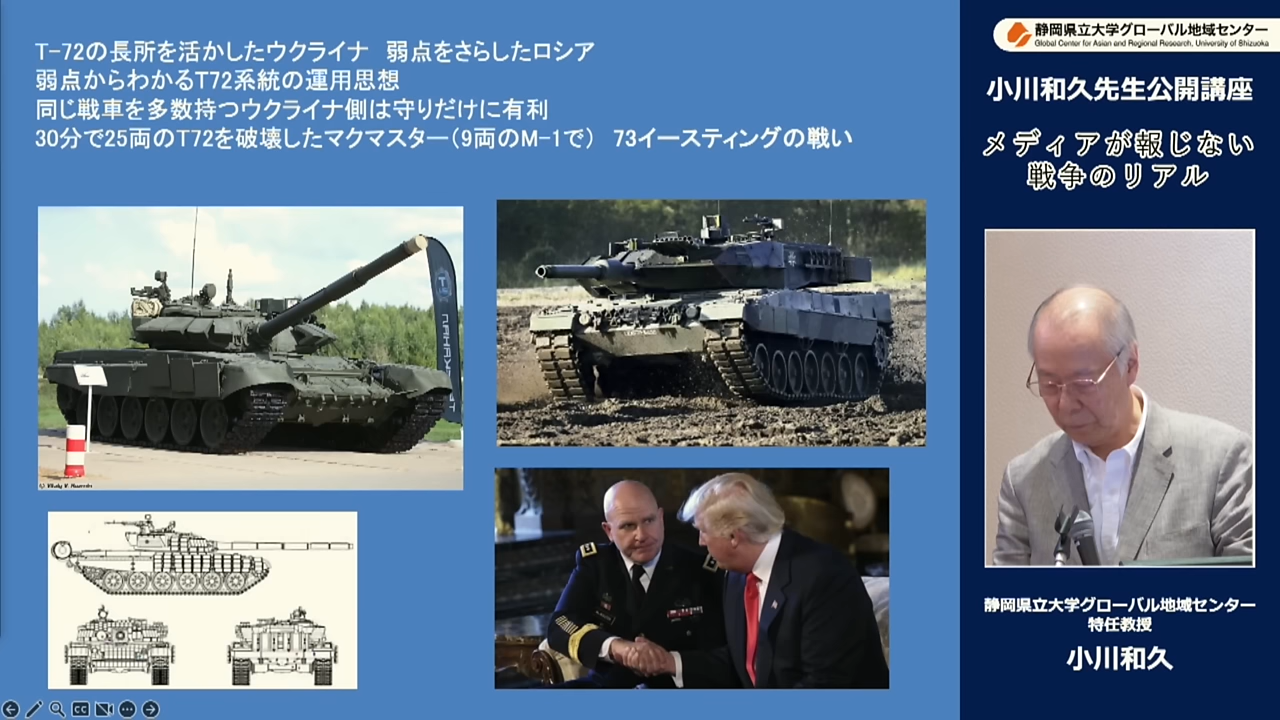 T-72の長所を活かしたウクライナ　弱点をさらしたロシア
弱点からわかるT72系統の運用思想
同じ戦車を多数持つウクライナ側は守りだけに有利
30分で25両のT72を破壊したマクマスター（9両のM-1で）　73イースティングの戦い
静岡県立大学グローバル地域センター
Global Center for Asian and Regional Research, University of Shizuoka
小川和久先生公開講座
メディアが報じない
戦争のリアル
静岡県立大学グローバル地域センター
特任教授
小川和久
CC